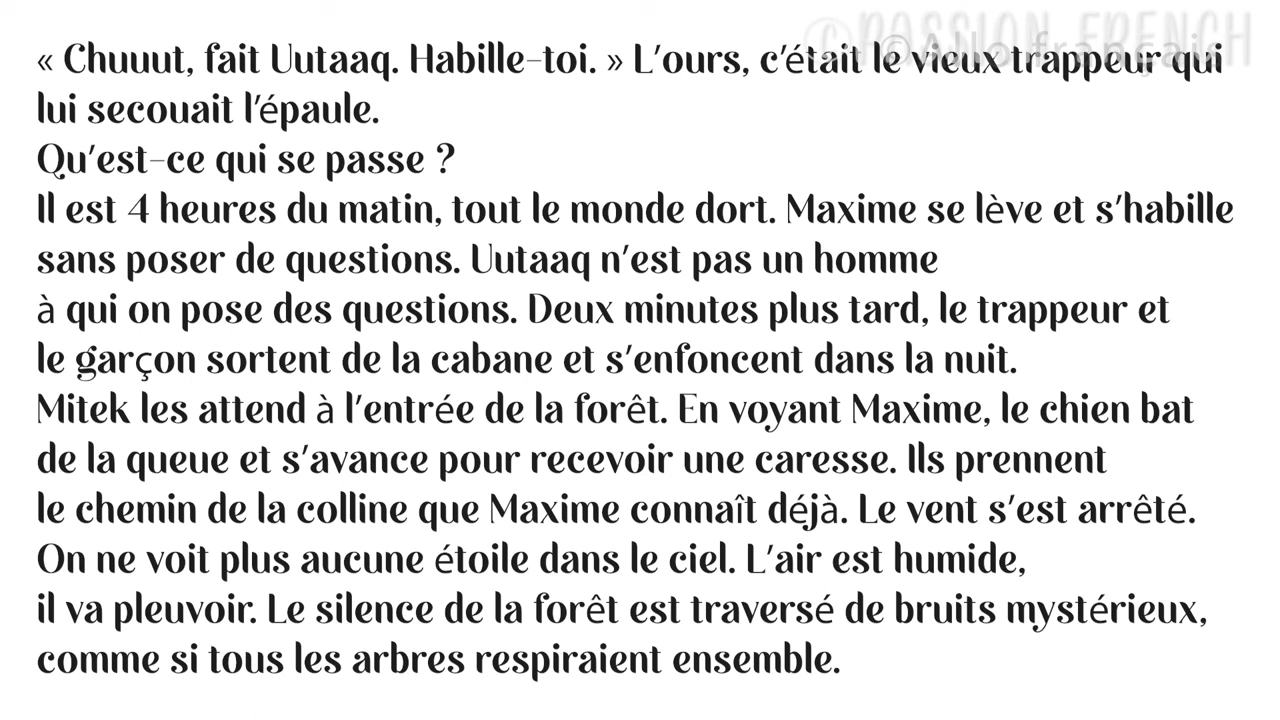 ©PASSION FRENCH
©Allo français
« Chuuut, fait Uutaaq. Habille-toi. » L'ours, c'était le vieux trappeur qui
lui secouait l'épaule.
Qu'est-ce qui se passe ?
Il est 4 heures du matin, tout le monde dort. Maxime se lève et s'habille
sans poser de questions. Uutaaq n'est pas un homme
à qui on pose des questions. Deux minutes plus tard, le trappeur et
le garçon sortent de la cabane et s'enfoncent dans la nuit.
Mitek les attend à l'entrée de la forêt. En voyant Maxime, le chien bat
de la queue et s'avance pour recevoir une caresse. Ils prennent
le chemin de la colline que Maxime connaît déjà. Le vent s'est arrêté.
On ne voit plus aucune étoile dans le ciel. L'air est humide,
il va pleuvoir. Le silence de la forêt est traversé de bruits mystérieux,
comme si tous les arbres respiraient ensemble.